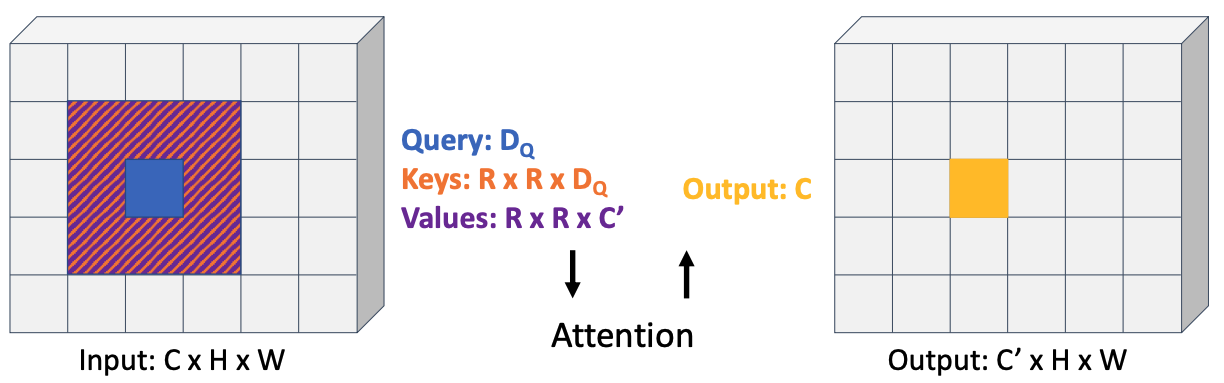 Query: D_Q
Keys: R x R x D_Q
Values: R x R x C’
Output: C
Attention
Input: C x H x W
Output: C’ x H x W